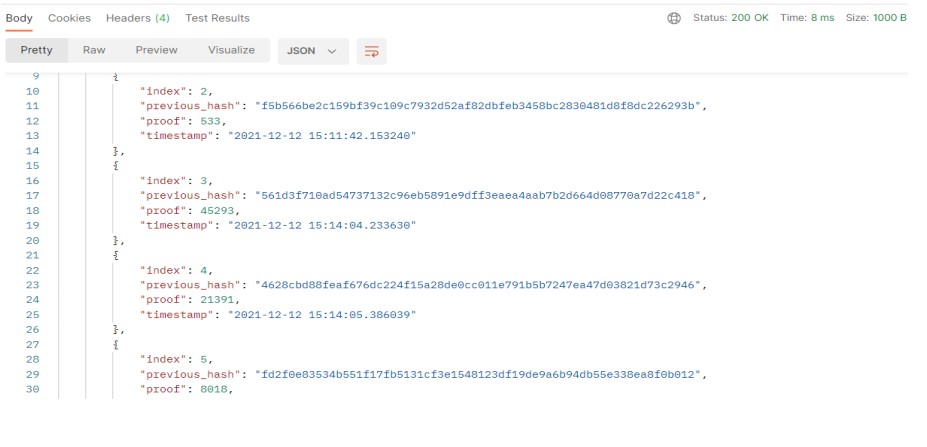 Body Cookies Headers (4) Test Results Status: 200 OK Time: 8 ms Size: 1000 B
Pretty Raw Preview Visualize JSON
9 {
10 "index": 2,
11 "previous_hash": "f5b566be2c159bf39c109c7932d52af82dbfeb3458bc2830481d8f8dc226293b",
12 "proof": 533,
13 "timestamp": "2021-12-12 15:11:42.153240"
14 },
15 {
16 "index": 3,
17 "previous_hash": "561d3f710ad54737132c96eb5891e9dff3eaea4aab7b2d664d08770a7d22c418",
18 "proof": 45293,
19 "timestamp": "2021-12-12 15:14:04.233630"
20 },
21 {
22 "index": 4,
23 "previous_hash": "4628cbd88feaf676dc224f15a28de0cc011e791b5b7247ea47d03821d73c2946",
24 "proof": 21391,
25 "timestamp": "2021-12-12 15:14:05.386039"
26 },
27 {
28 "index": 5,
29 "previous_hash": "fd2f0e83534b551f17fb5131cf3e1548123df19de9a6b94db55e338ea8f0b012",
30 "proof": 8018,